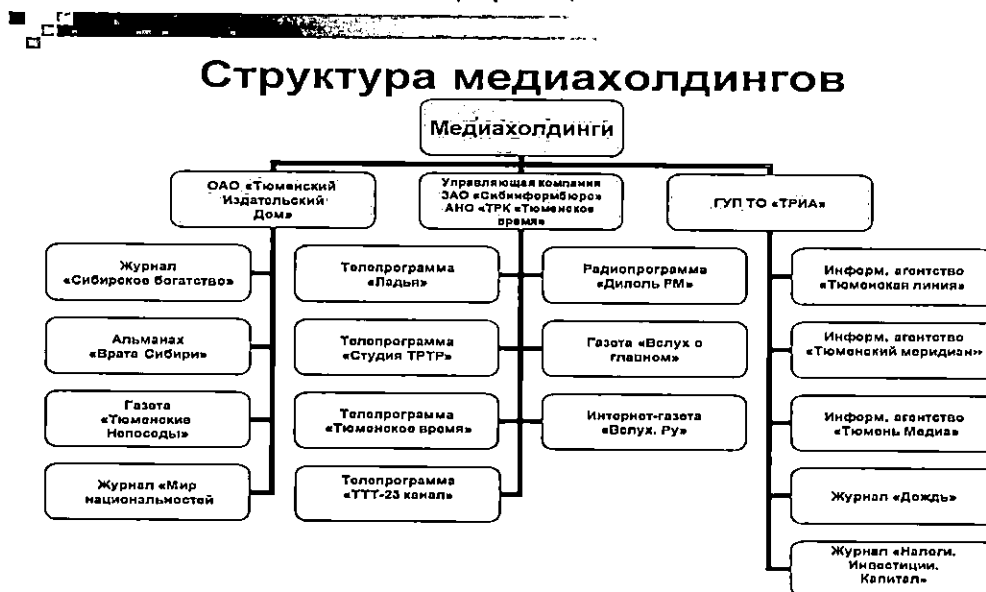 Структура медиахолдингов
Медиахолдинги
ОАО «Тюменский
Издательский
Дом»
Управляющая компания
ЗАО «Сибинформбюро»
АНО «ТРК «Тюменское
время»
ГУП ТО «ТРИА»
Журнал
«Сибирское богатство»
Альманах
«Врата Сибири»
Газета
«Тюменские
Непоседы»
Журнал «Мир
национальностей
Телепрограмма
«Ладья»
Телепрограмма
«Студия ТРТР»
Телепрограмма
«Тюменское время»
Телепрограмма
«ТТТ-23 канал»
Радиопрограмма
«Дилоль РМ»
Газета «Вслух о
главном»
Интернет-газета
«Вслух. Ру»
Информ. агентство
«Тюменская линия»
Информ. агентство
«Тюменский меридиан»
Информ. агентство
«Тюмень Медиа»
Журнал «Дождь»
Журнал «Налоги.
Инвестиции.
Капитал»